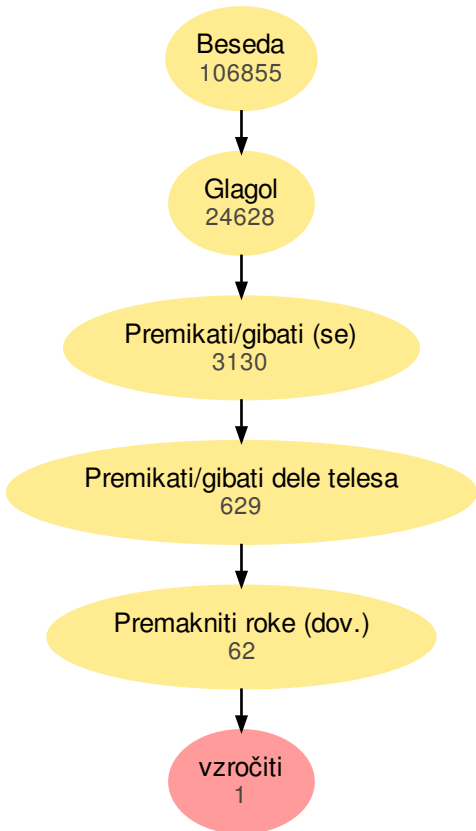 Beseda
106855
Glagol
24628
Premikati/gibati (se)
3130
Premikati/gibati dele telesa
629
Premakniti roke (dov.)
62
vzročiti
1